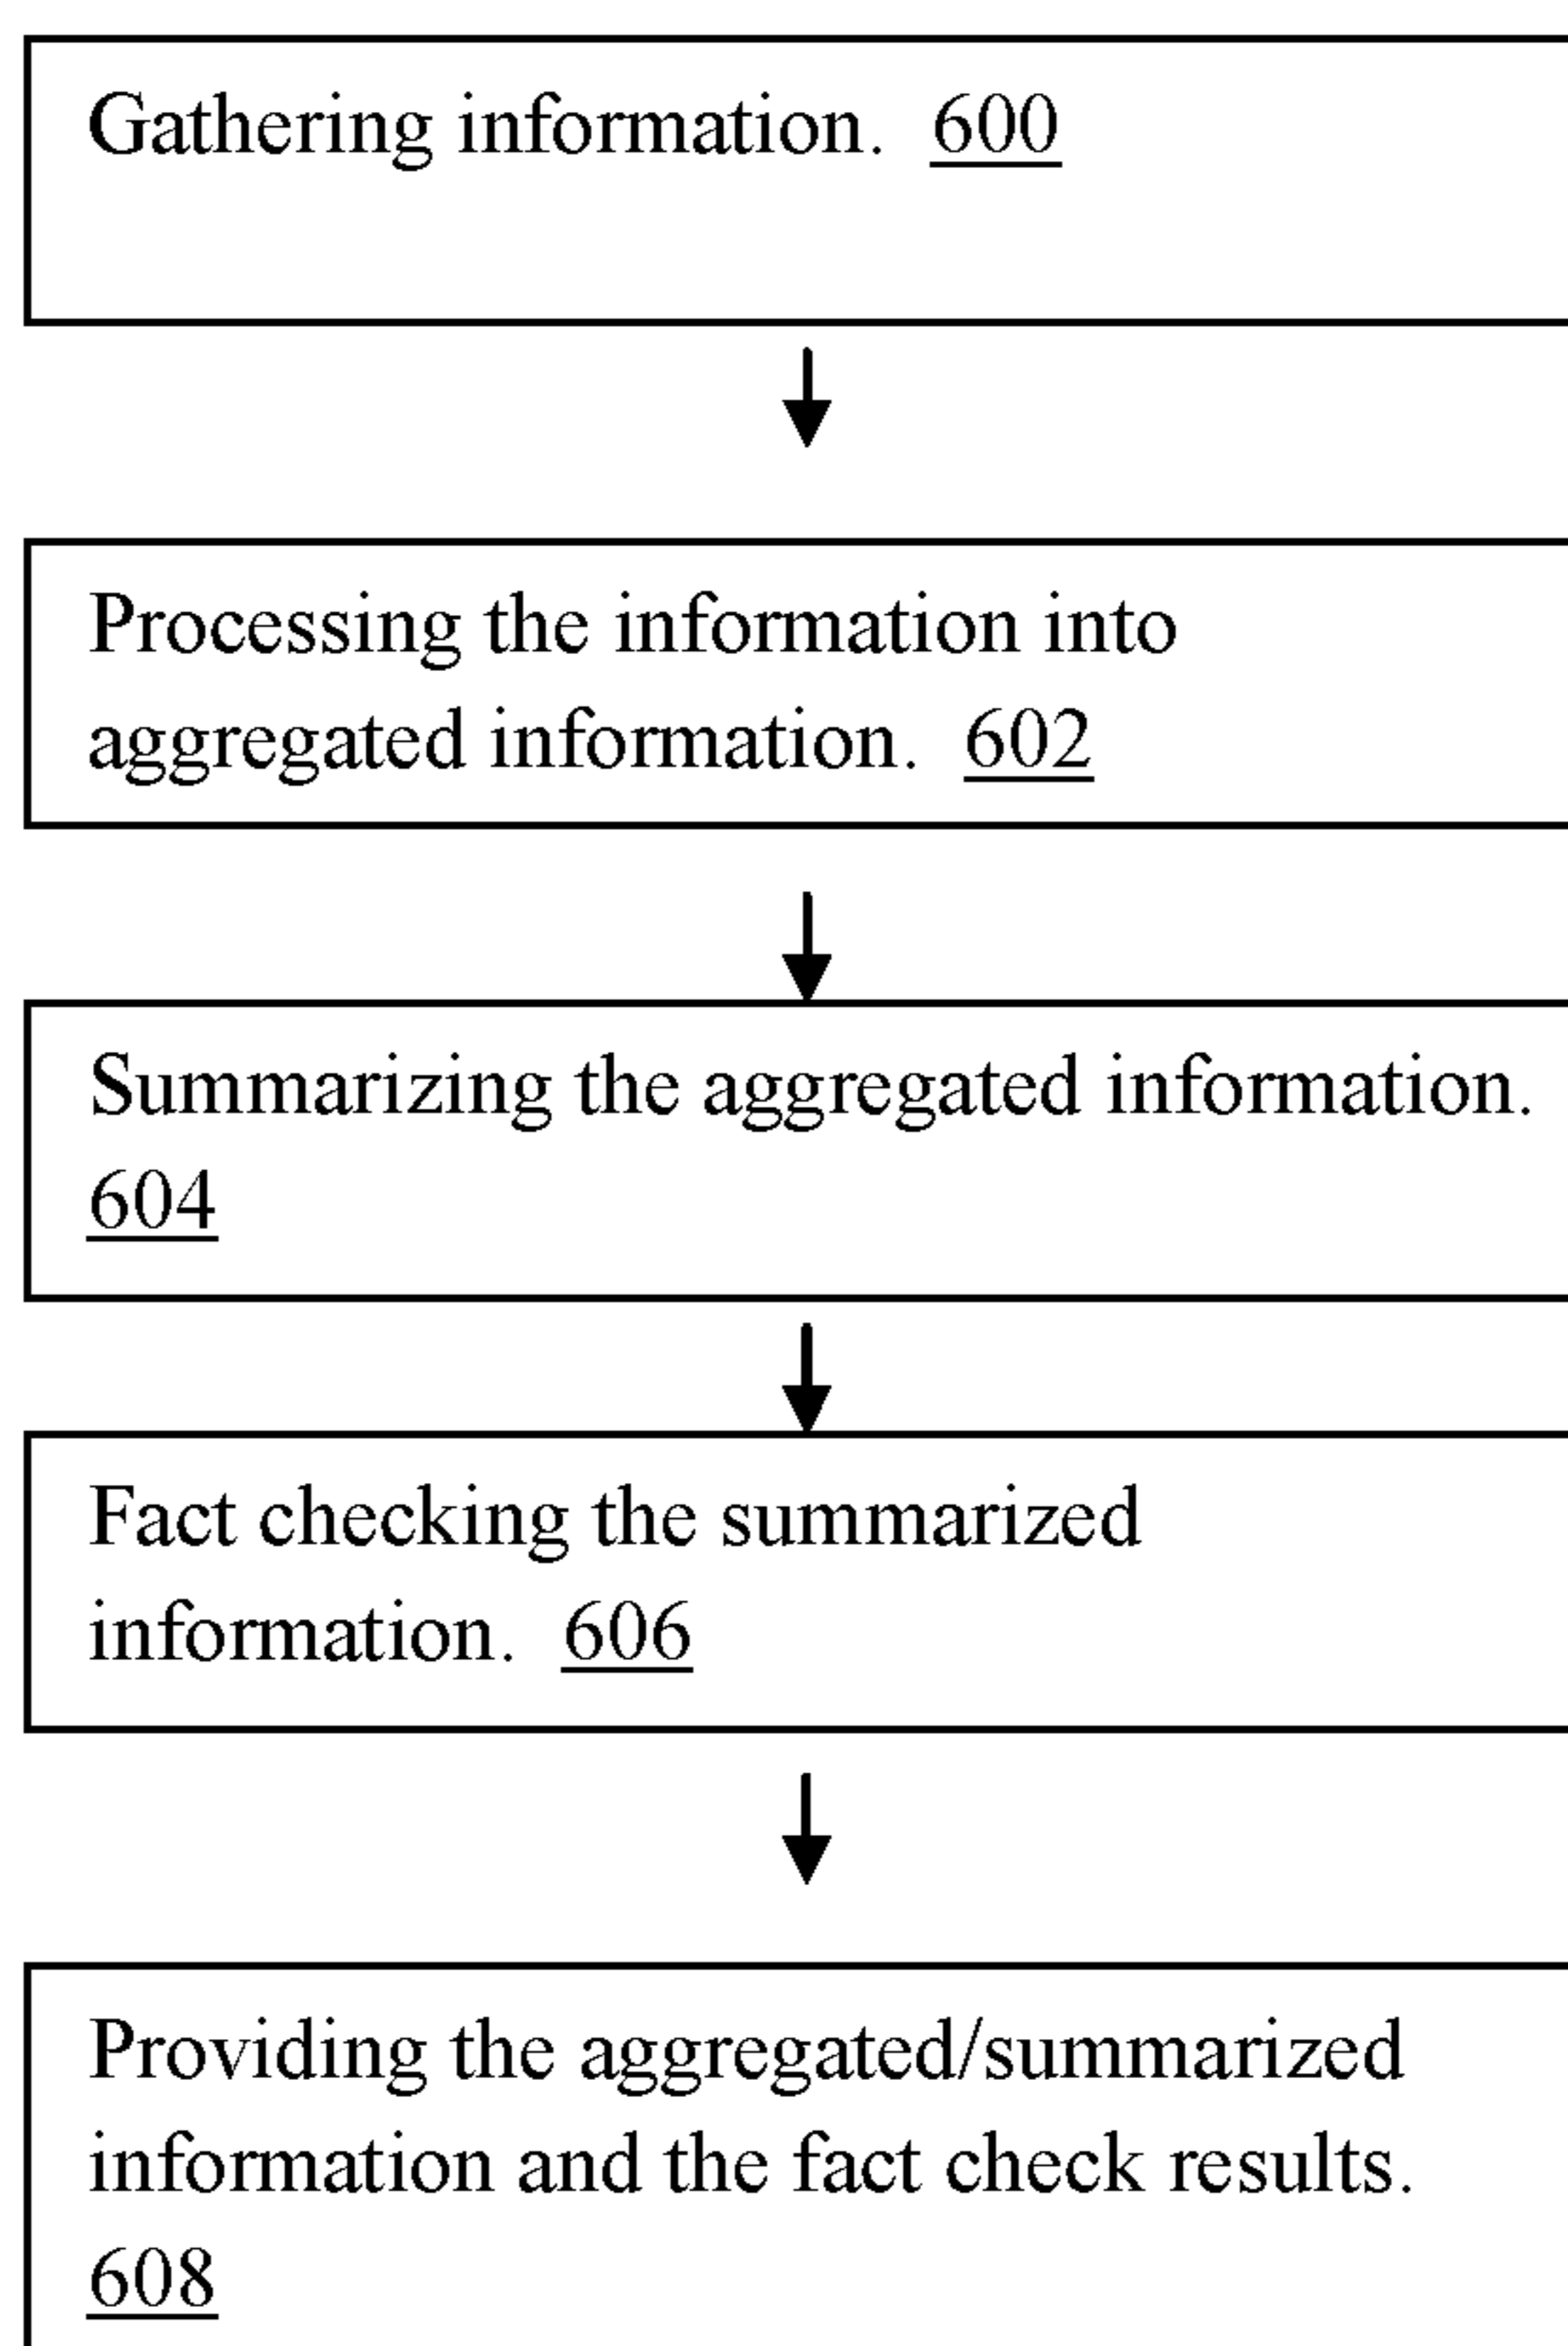 Gathering information. 600
Processing the information into
aggregated information. 602
Summarizing the aggregated information.
604
Fact checking the summarized
information. 606
Providing the aggregated/summarized
information and the fact check results.
608